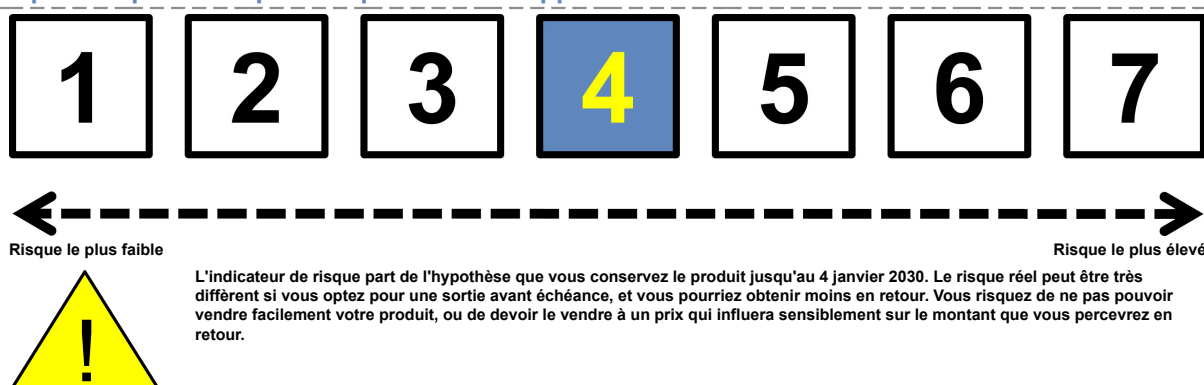 1 2 3 4 5 6 7
Risque le plus faible Risque le plus élevé
L'indicateur de risque part de l'hypothèse que vous conservez le produit jusqu'au 4 janvier 2030. Le risque réel peut être très
diffèrent si vous optez pour une sortie avant échéance, et vous pourriez obtenir moins en retour. Vous risquez de ne pas pouvoir
vendre facilement votre produit, ou de devoir le vendre à un prix qui influera sensiblement sur le montant que vous percevrez en
retour.
!